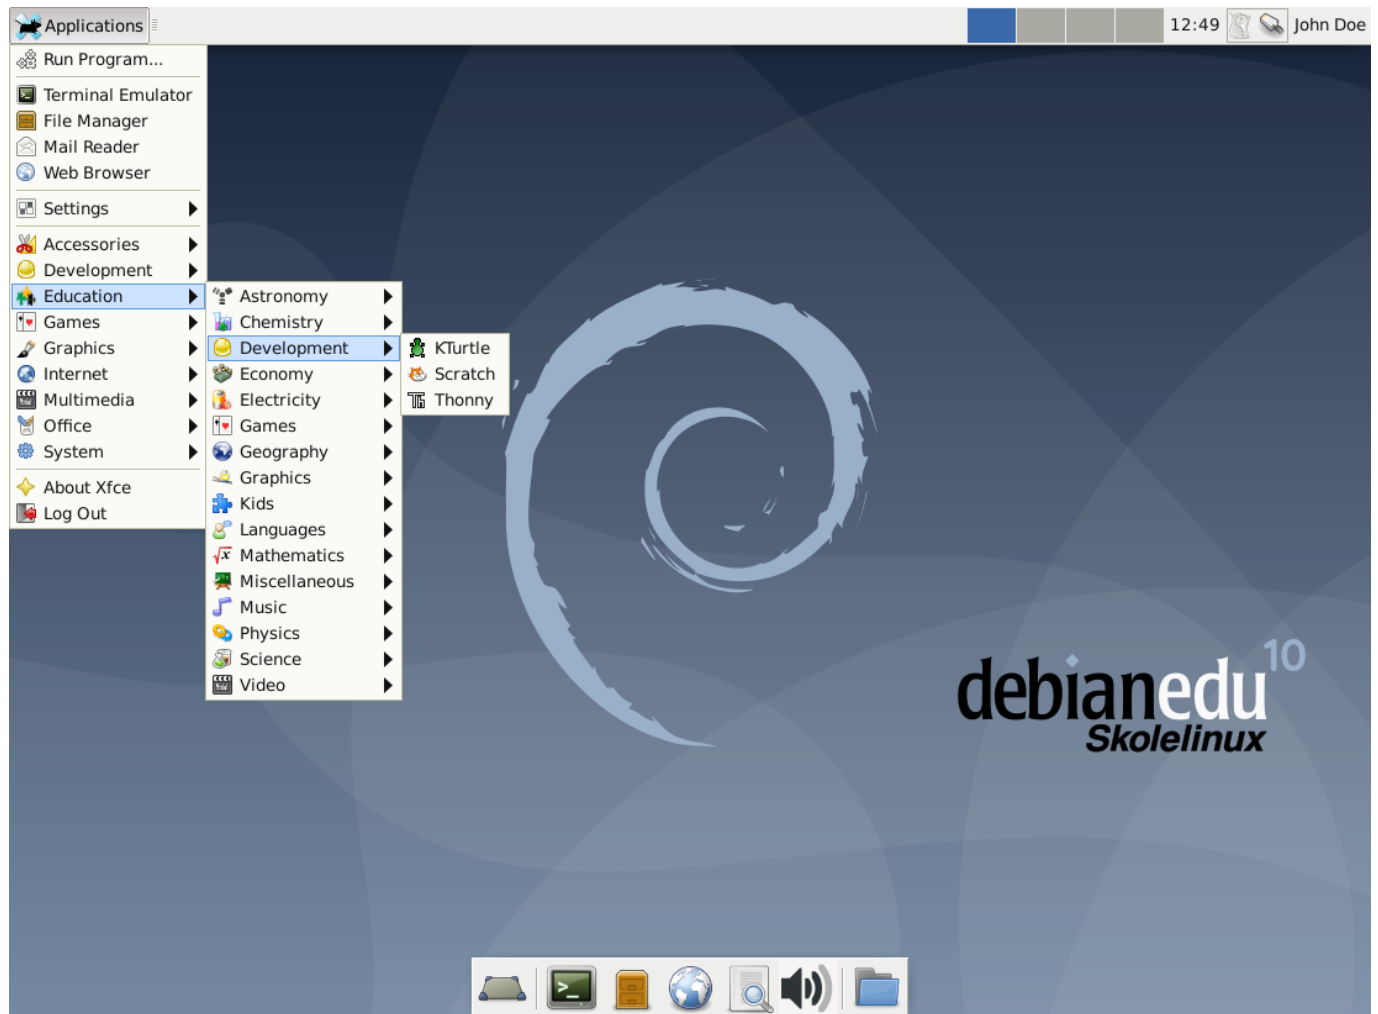 Applications
12:49
John Doe
Run Program...
Terminal Emulator
File Manager
Mail Reader
Web Browser
Settings
Accessories
Development
Education
Games
Graphics
Internet
Multimedia
Office
System
About Xfce
Log Out
Astronomy
Chemistry
Development
Economy
Electricity
Games
Geography
Graphics
Kids
Languages
Mathematics
Miscellaneous
Music
Physics
Science
Video
KTurtle
Scratch
Thonny
debianedu 10
Skolelinux